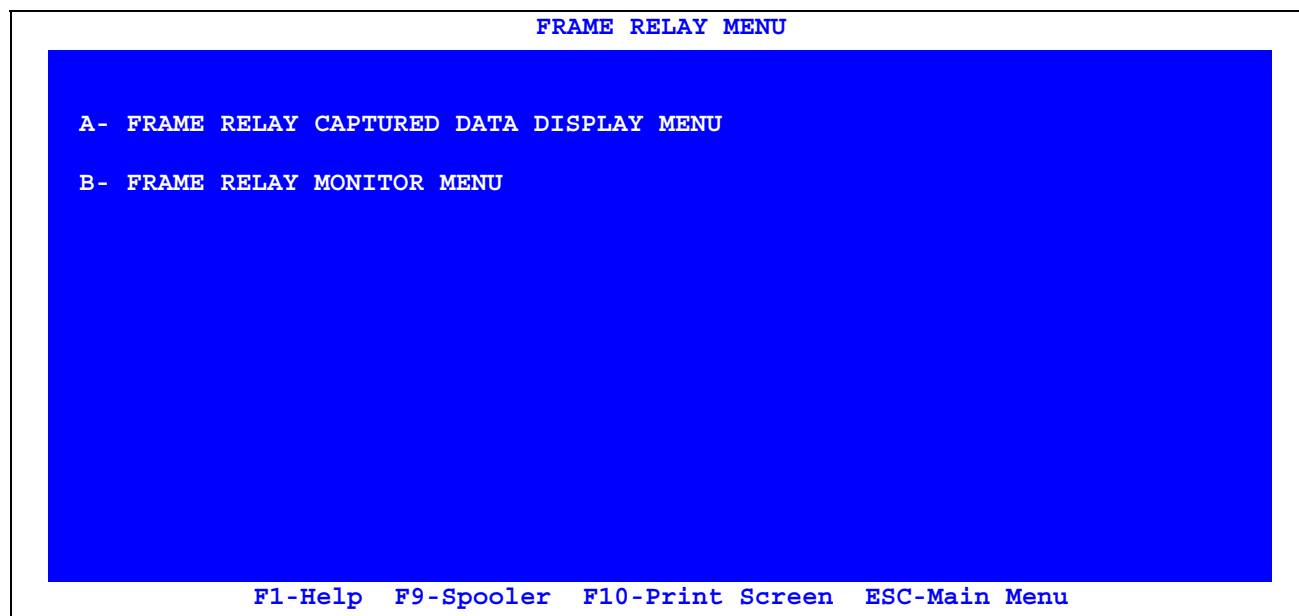 FRAME RELAY MENU
A- FRAME RELAY CAPTURED DATA DISPLAY MENU
B- FRAME RELAY MONITOR MENU
F1-Help F9-Spooler F10-Print Screen ESC-Main Menu